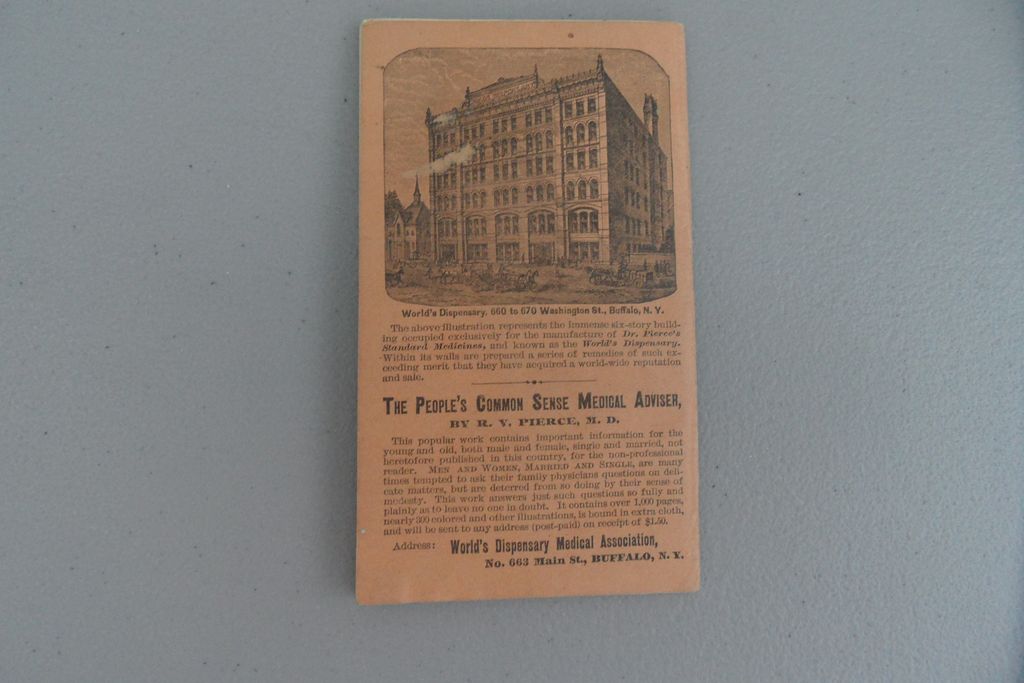 World's Dispensary, 660 to 670 Washington St., Buffalo, N. Y.
The above illustration represents the immense six-story build-
ing occupied exclusively for the manufacture of Dr. Pierce's
Standard Medicines, and known as the World's Dispensary.
Within its walls are prepared a series of remedies of such ex-
ceeding merit that they have acquired a world-wide reputation
and sale.
THE PEOPLE'S COMMON SENSE MEDICAL ADVISER,
BY R. V. PIERCE, M. D.
This popular work contains important information for the
young and old, both male and female, single and married, not
heretofore published in this country, for the non-professional
reader. MEN AND WOMEN, MARRIED AND SINGLE, are many
times tempted to ask their family physicians questions on deli-
cate matters, but are deterred from so doing by their sense of
modesty. This work answers just such questions so fully and
plainly as to leave no one in doubt. It contains over 1,000 pages,
nearly 300 colored and other illustrations, is bound in extra cloth,
and will be sent to any address (post-paid) on receipt of $1.50.
Address: World's Dispensary Medical Association,
No. 663 Main St., BUFFALO, N. Y.